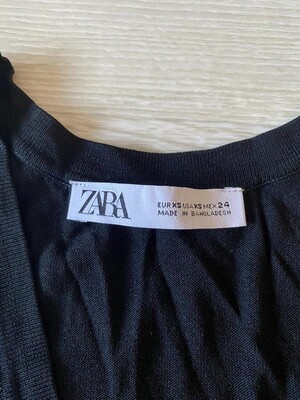 ZARA
EUR XS USA XS MEX 24
MADE IN BANGLADESH